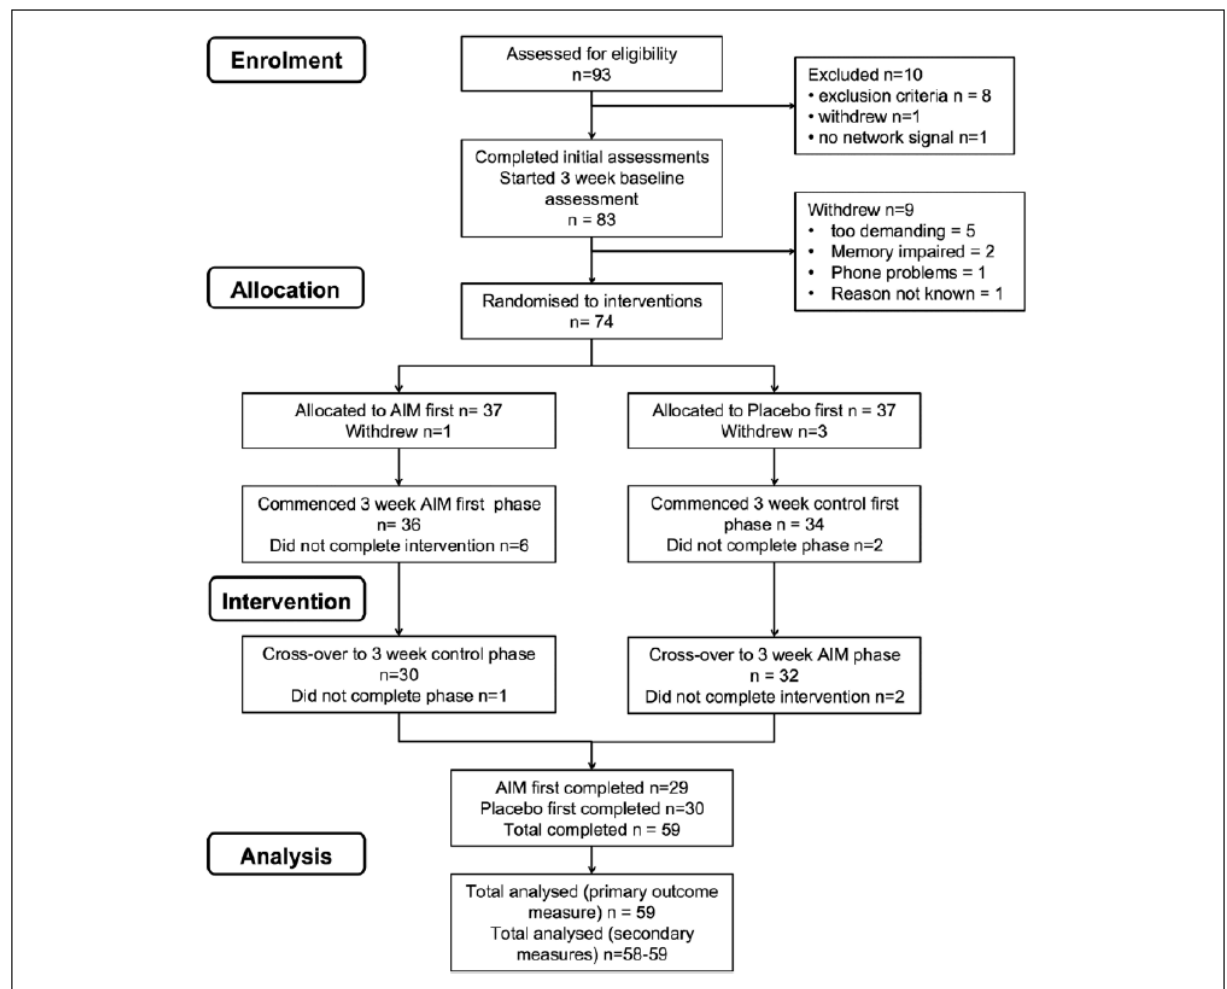 Enrolment
Assessed for eligibility
n=93
Excluded n=10
• exclusion criteria n = 8
• withdrew n=1
• no network signal n=1
Completed initial assessments
Started 3 week baseline
assessment
n = 83
Withdrew n=9
• too demanding = 5
• Memory impaired = 2
• Phone problems = 1
• Reason not known = 1
Allocation
Randomised to interventions
n= 74
Allocated to AIM first n= 37
Withdrew n=1
Allocated to Placebo first n = 37
Withdrew n=3
Commenced 3 week AIM first phase
n= 36
Did not complete intervention n=6
Commenced 3 week control first
phase n = 34
Did not complete phase n=2
Intervention
Cross-over to 3 week control phase
n=30
Did not complete phase n=1
Cross-over to 3 week AIM phase
n = 32
Did not complete intervention n=2
AIM first completed n=29
Placebo first completed n=30
Total completed n = 59
Analysis
Total analysed (primary outcome
measure) n = 59
Total analysed (secondary
measures) n=58-59